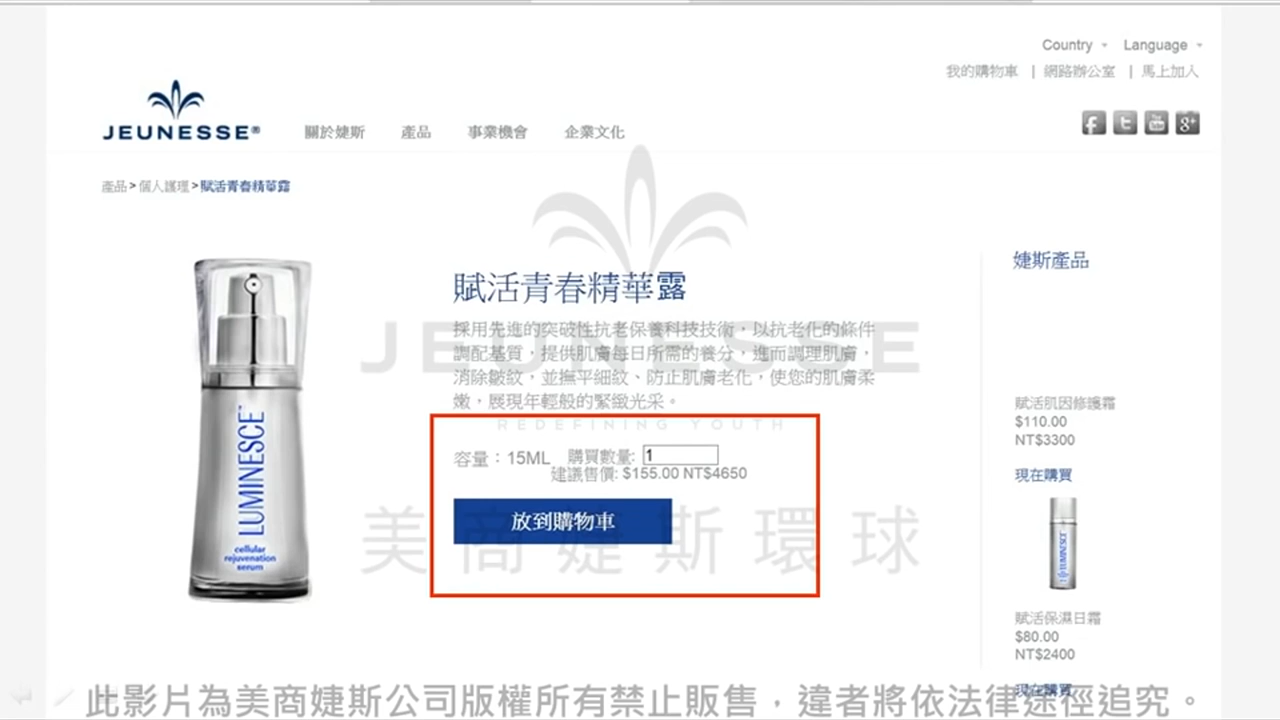 Country
Language
我的購物車 | 網路辦公室 | 馬上加入
JEUNESSE®
關於婕斯
產品
事業機會
企業文化
產品 > 個人護理 > 賦活青春精華露
賦活青春精華露
採用先進的突破性抗老保養科技技術，以抗老化的條件
調配基質，提供肌膚每日所需的養分，進而調理肌膚，
消除皺紋，並撫平細紋、防止肌膚老化，使您的肌膚柔
嫩，展現年輕般的緊緻光采。
容量：15ML 購買數量: 1
建議售價: $155.00 NT$4650
放到購物車
LUMINESCE™
cellular
rejuvenation
serum
婕斯產品
賦活肌因修護霜
$110.00
NT$3300
現在購買
LUMINESCE
賦活保濕日霜
$80.00
NT$2400
現在購買
JEUNESSE
REDEFINING YOUTH
美商婕斯環球
此影片為美商婕斯公司版權所有禁止販售，違者將依法律途徑追究。